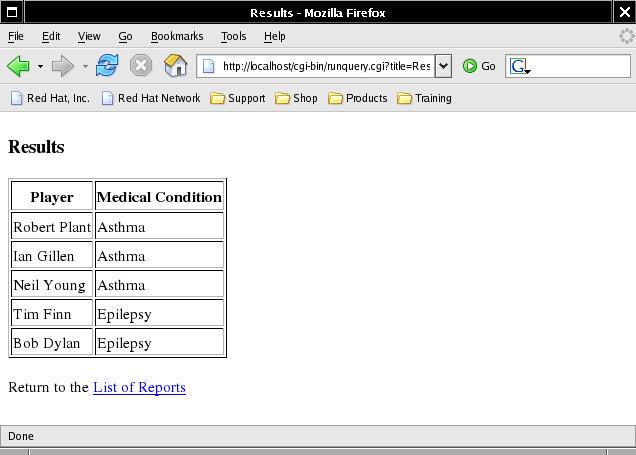 Results - Mozilla Firefox
File Edit View Go Bookmarks Tools Help
http://localhost/cgi-bin/runquery.cgi?title=Res Go G
Red Hat, Inc. Red Hat Network Support Shop Products Training
Results
Player Medical Condition
Robert Plant Asthma
Ian Gillen Asthma
Neil Young Asthma
Tim Finn Epilepsy
Bob Dylan Epilepsy
Return to the List of Reports
Done